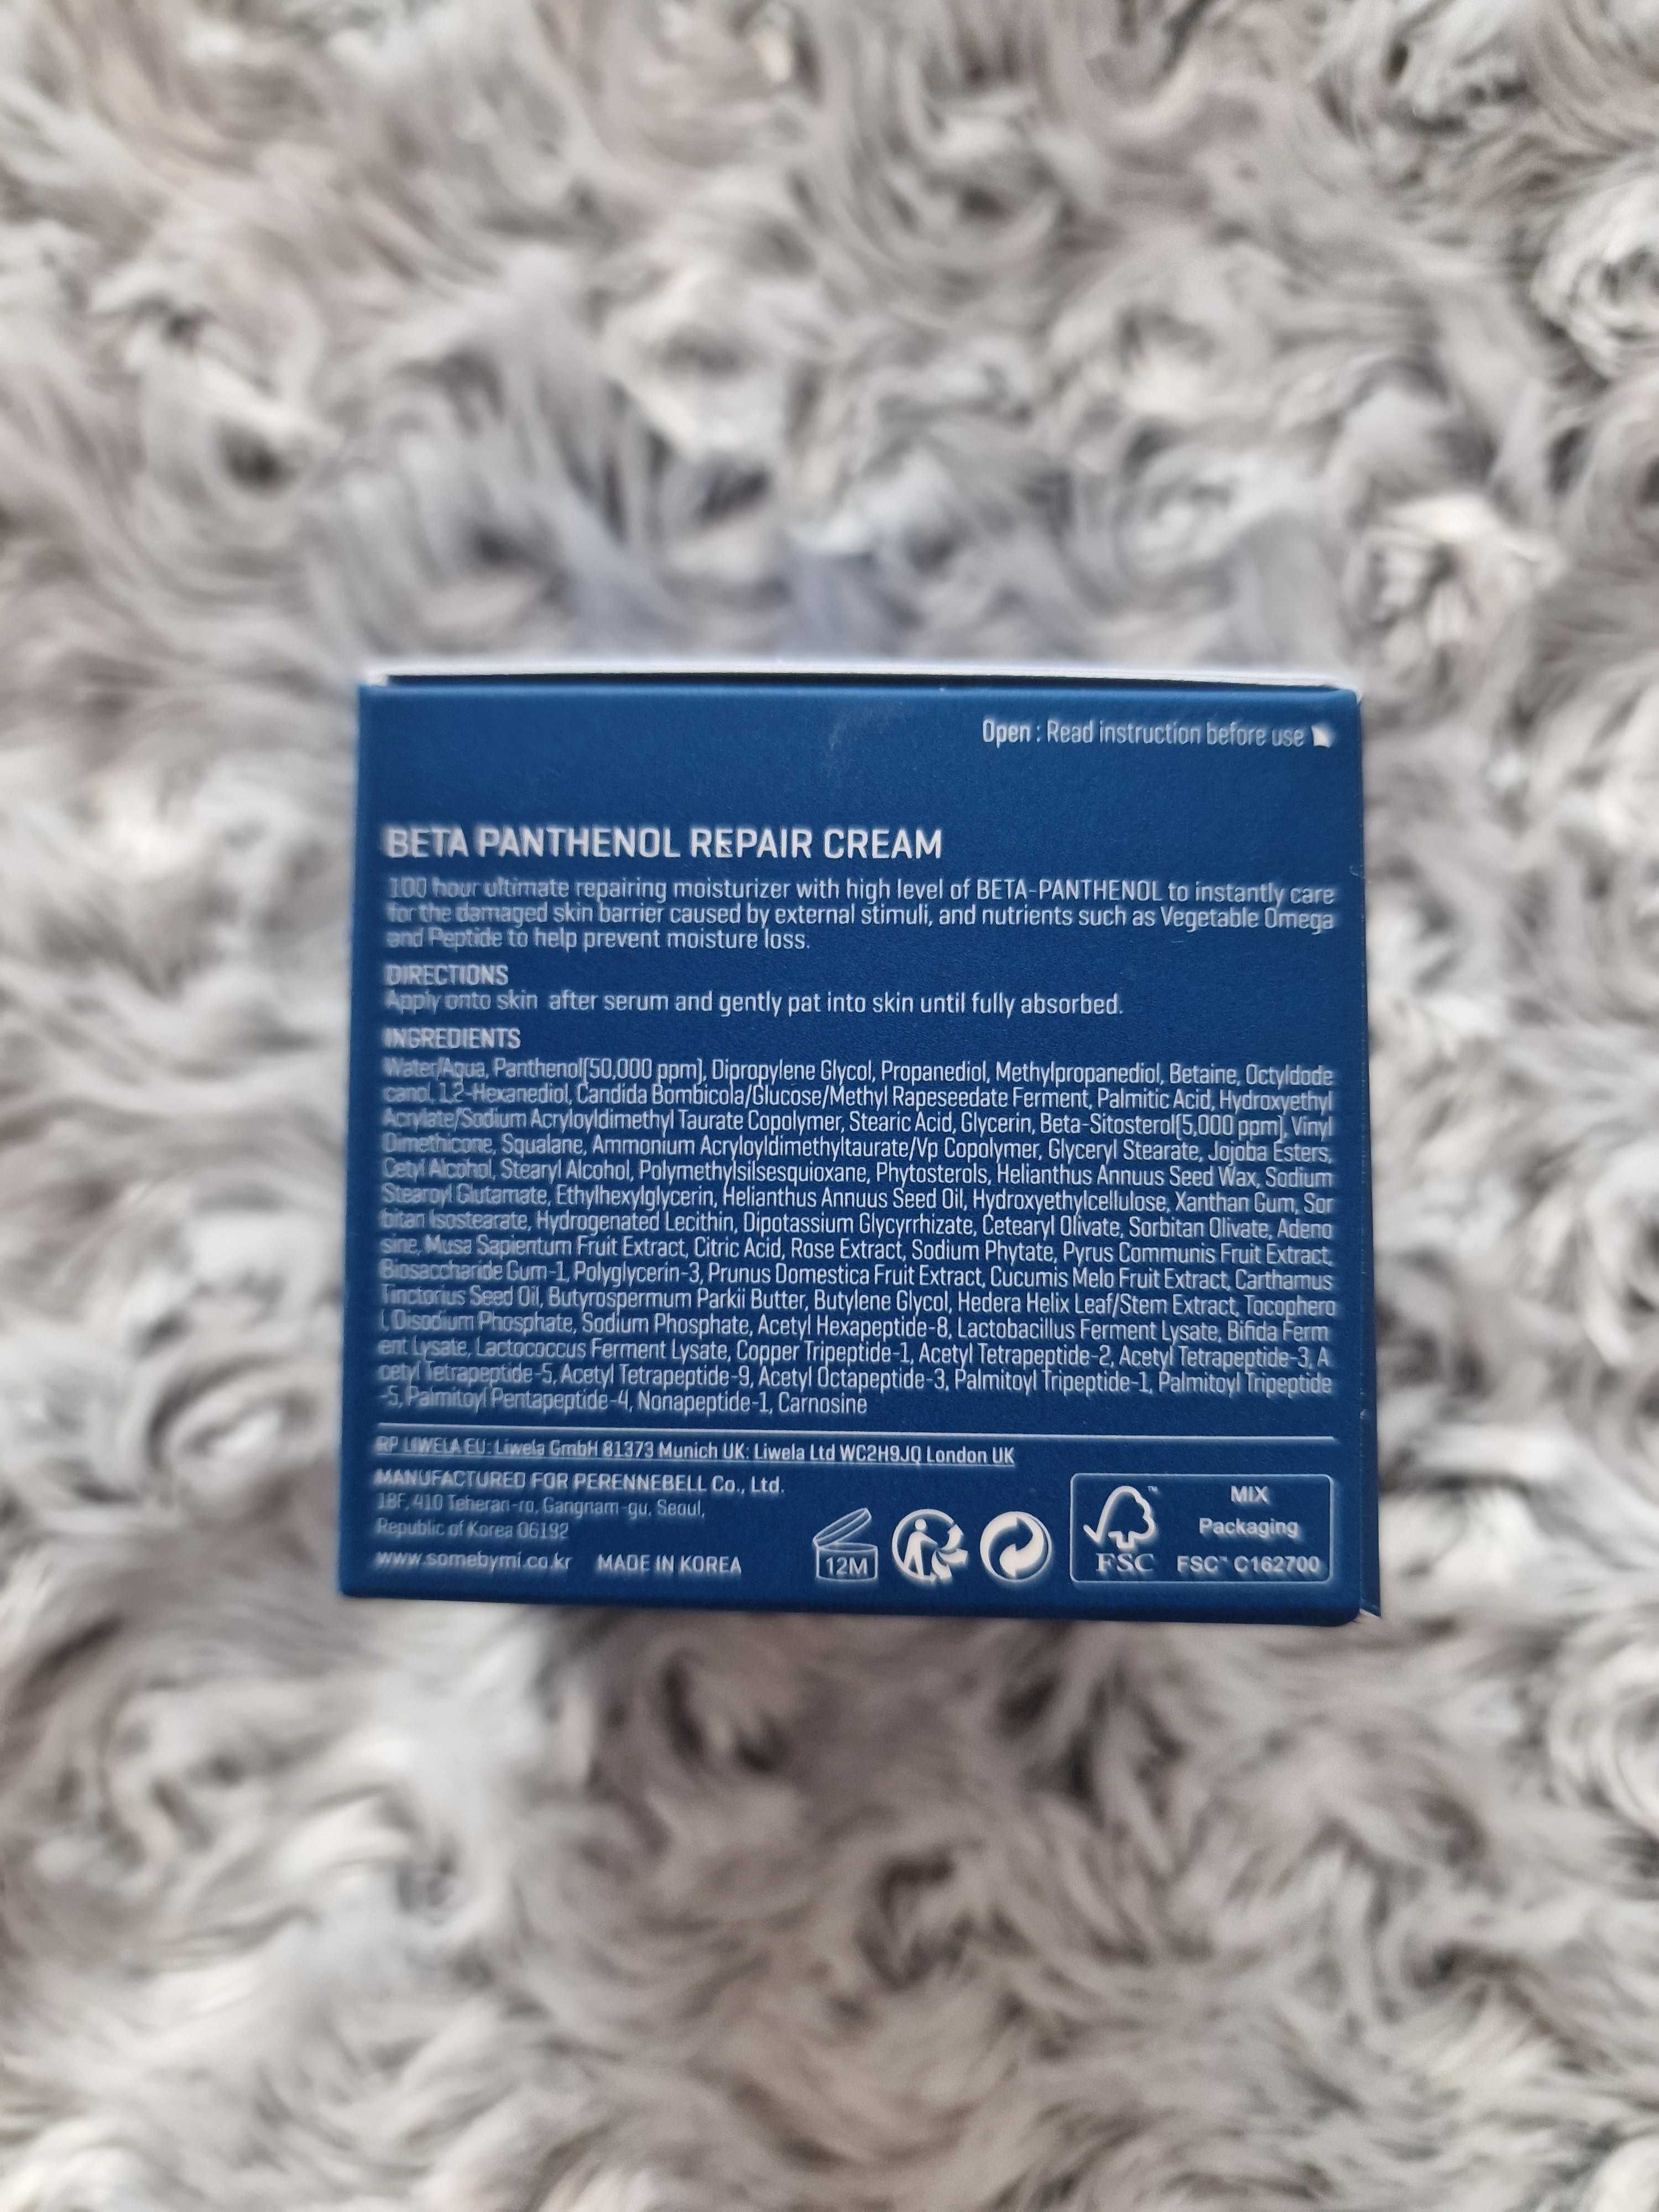 Open : Read instruction before use
BETA PANTHENOL REPAIR CREAM
100 hour ultimate repairing moisturizer with high level of BETA-PANTHENOL to instantly care
for the damaged skin barrier caused by external stimuli, and nutrients such as Vegetable Omega
and Peptide to help prevent moisture loss.
DIRECTIONS
Apply onto skin after serum and gently pat into skin until fully absorbed.
INGREDIENTS
Water/Aqua, Panthenol(50,000 ppm), Dipropylene Glycol, Propanediol, Methylpropanediol, Betaine, Octyldode
canol, 1,2-Hexanediol, Candida Bombicola/Glucose/Methyl Rapeseedate Ferment, Palmitic Acid, Hydroxyethyl
Acrylate/Sodium Acryloyldimethyl Taurate Copolymer, Stearic Acid, Glycerin, Beta-Sitosterol(5,000 ppm), Vinyl
Dimethicone, Squalane, Ammonium Acryloyldimethyltaurate/Vp Copolymer, Glyceryl Stearate, Jojoba Esters,
Cetyl Alcohol, Stearyl Alcohol, Polymethylsilsesquioxane, Phytosterols, Helianthus Annuus Seed Wax, Sodium
Stearoyl Glutamate, Ethylhexylglycerin, Helianthus Annuus Seed Oil, Hydroxyethylcellulose, Xanthan Gum, Sor
bitan Isostearate, Hydrogenated Lecithin, Dipotassium Glycyrrhizate, Cetearyl Olivate, Sorbitan Olivate, Adeno
sine, Musa Sapientum Fruit Extract, Citric Acid, Rose Extract, Sodium Phytate, Pyrus Communis Fruit Extract,
Biosaccharide Gum-1, Polyglycerin-3, Prunus Domestica Fruit Extract, Cucumis Melo Fruit Extract, Carthamus
Tinctorius Seed Oil, Butyrospermum Parkii Butter, Butylene Glycol, Hedera Helix Leaf/Stem Extract, Tocophero
l, Disodium Phosphate, Sodium Phosphate, Acetyl Hexapeptide-8, Lactobacillus Ferment Lysate, Bifida Ferm
ent Lysate, Lactococcus Ferment Lysate, Copper Tripeptide-1, Acetyl Tetrapeptide-2, Acetyl Tetrapeptide-3, A
cetyl Tetrapeptide-5, Acetyl Tetrapeptide-9, Acetyl Octapeptide-3, Palmitoyl Tripeptide-1, Palmitoyl Tripeptide
-5, Palmitoyl Pentapeptide-4, Nonapeptide-1, Carnosine
RP LIWELA EU: Liwela GmbH 81373 Munich UK: Liwela Ltd WC2H9JQ London UK
MANUFACTURED FOR PERENNEBELL Co., Ltd.
18F, 410 Teheran-ro, Gangnam-gu, Seoul,
Republic of Korea 06192
www.somebymi.co.kr MADE IN KOREA
12M
FSC
MIX
Packaging
FSC™ C162700